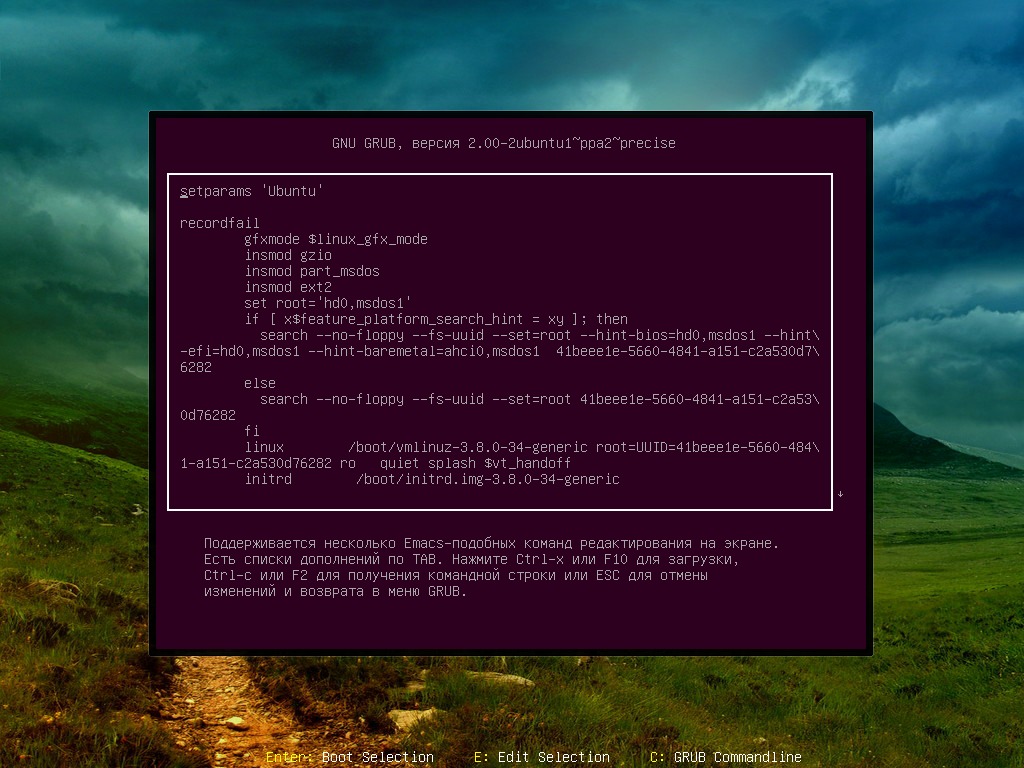 GNU GRUB, версия 2.00-2ubuntu1~ppa2~precise
setparams 'Ubuntu'
recordfail
gfxmode $linux_gfx_mode
insmod gzio
insmod part_msdos
insmod ext2
set root='hd0,msdos1'
if [ x$feature_platform_search_hint = xy ]; then
search --no-floppy --fs-uuid --set=root --hint-bios=hd0,msdos1 --hint\
-efi=hd0,msdos1 --hint-baremetal=ahci0,msdos1  41beee1e-5660-4841-a151-c2a530d7\
6282
else
search --no-floppy --fs-uuid --set=root 41beee1e-5660-4841-a151-c2a53\
0d76282
fi
linux        /boot/vmlinuz-3.8.0-34-generic root=UUID=41beee1e-5660-484\
1-a151-c2a530d76282 ro   quiet splash $vt_handoff
initrd        /boot/initrd.img-3.8.0-34-generic
↓
Поддерживается несколько Emacs-подобных команд редактирования на экране.
Есть списки дополнений по TAB. Нажмите Ctrl-x или F10 для загрузки,
Ctrl-c или F2 для получения командной строки или ESC для отмены
изменений и возврата в меню GRUB.
Enter: Boot Selection     E: Edit Selection     C: GRUB Commandline